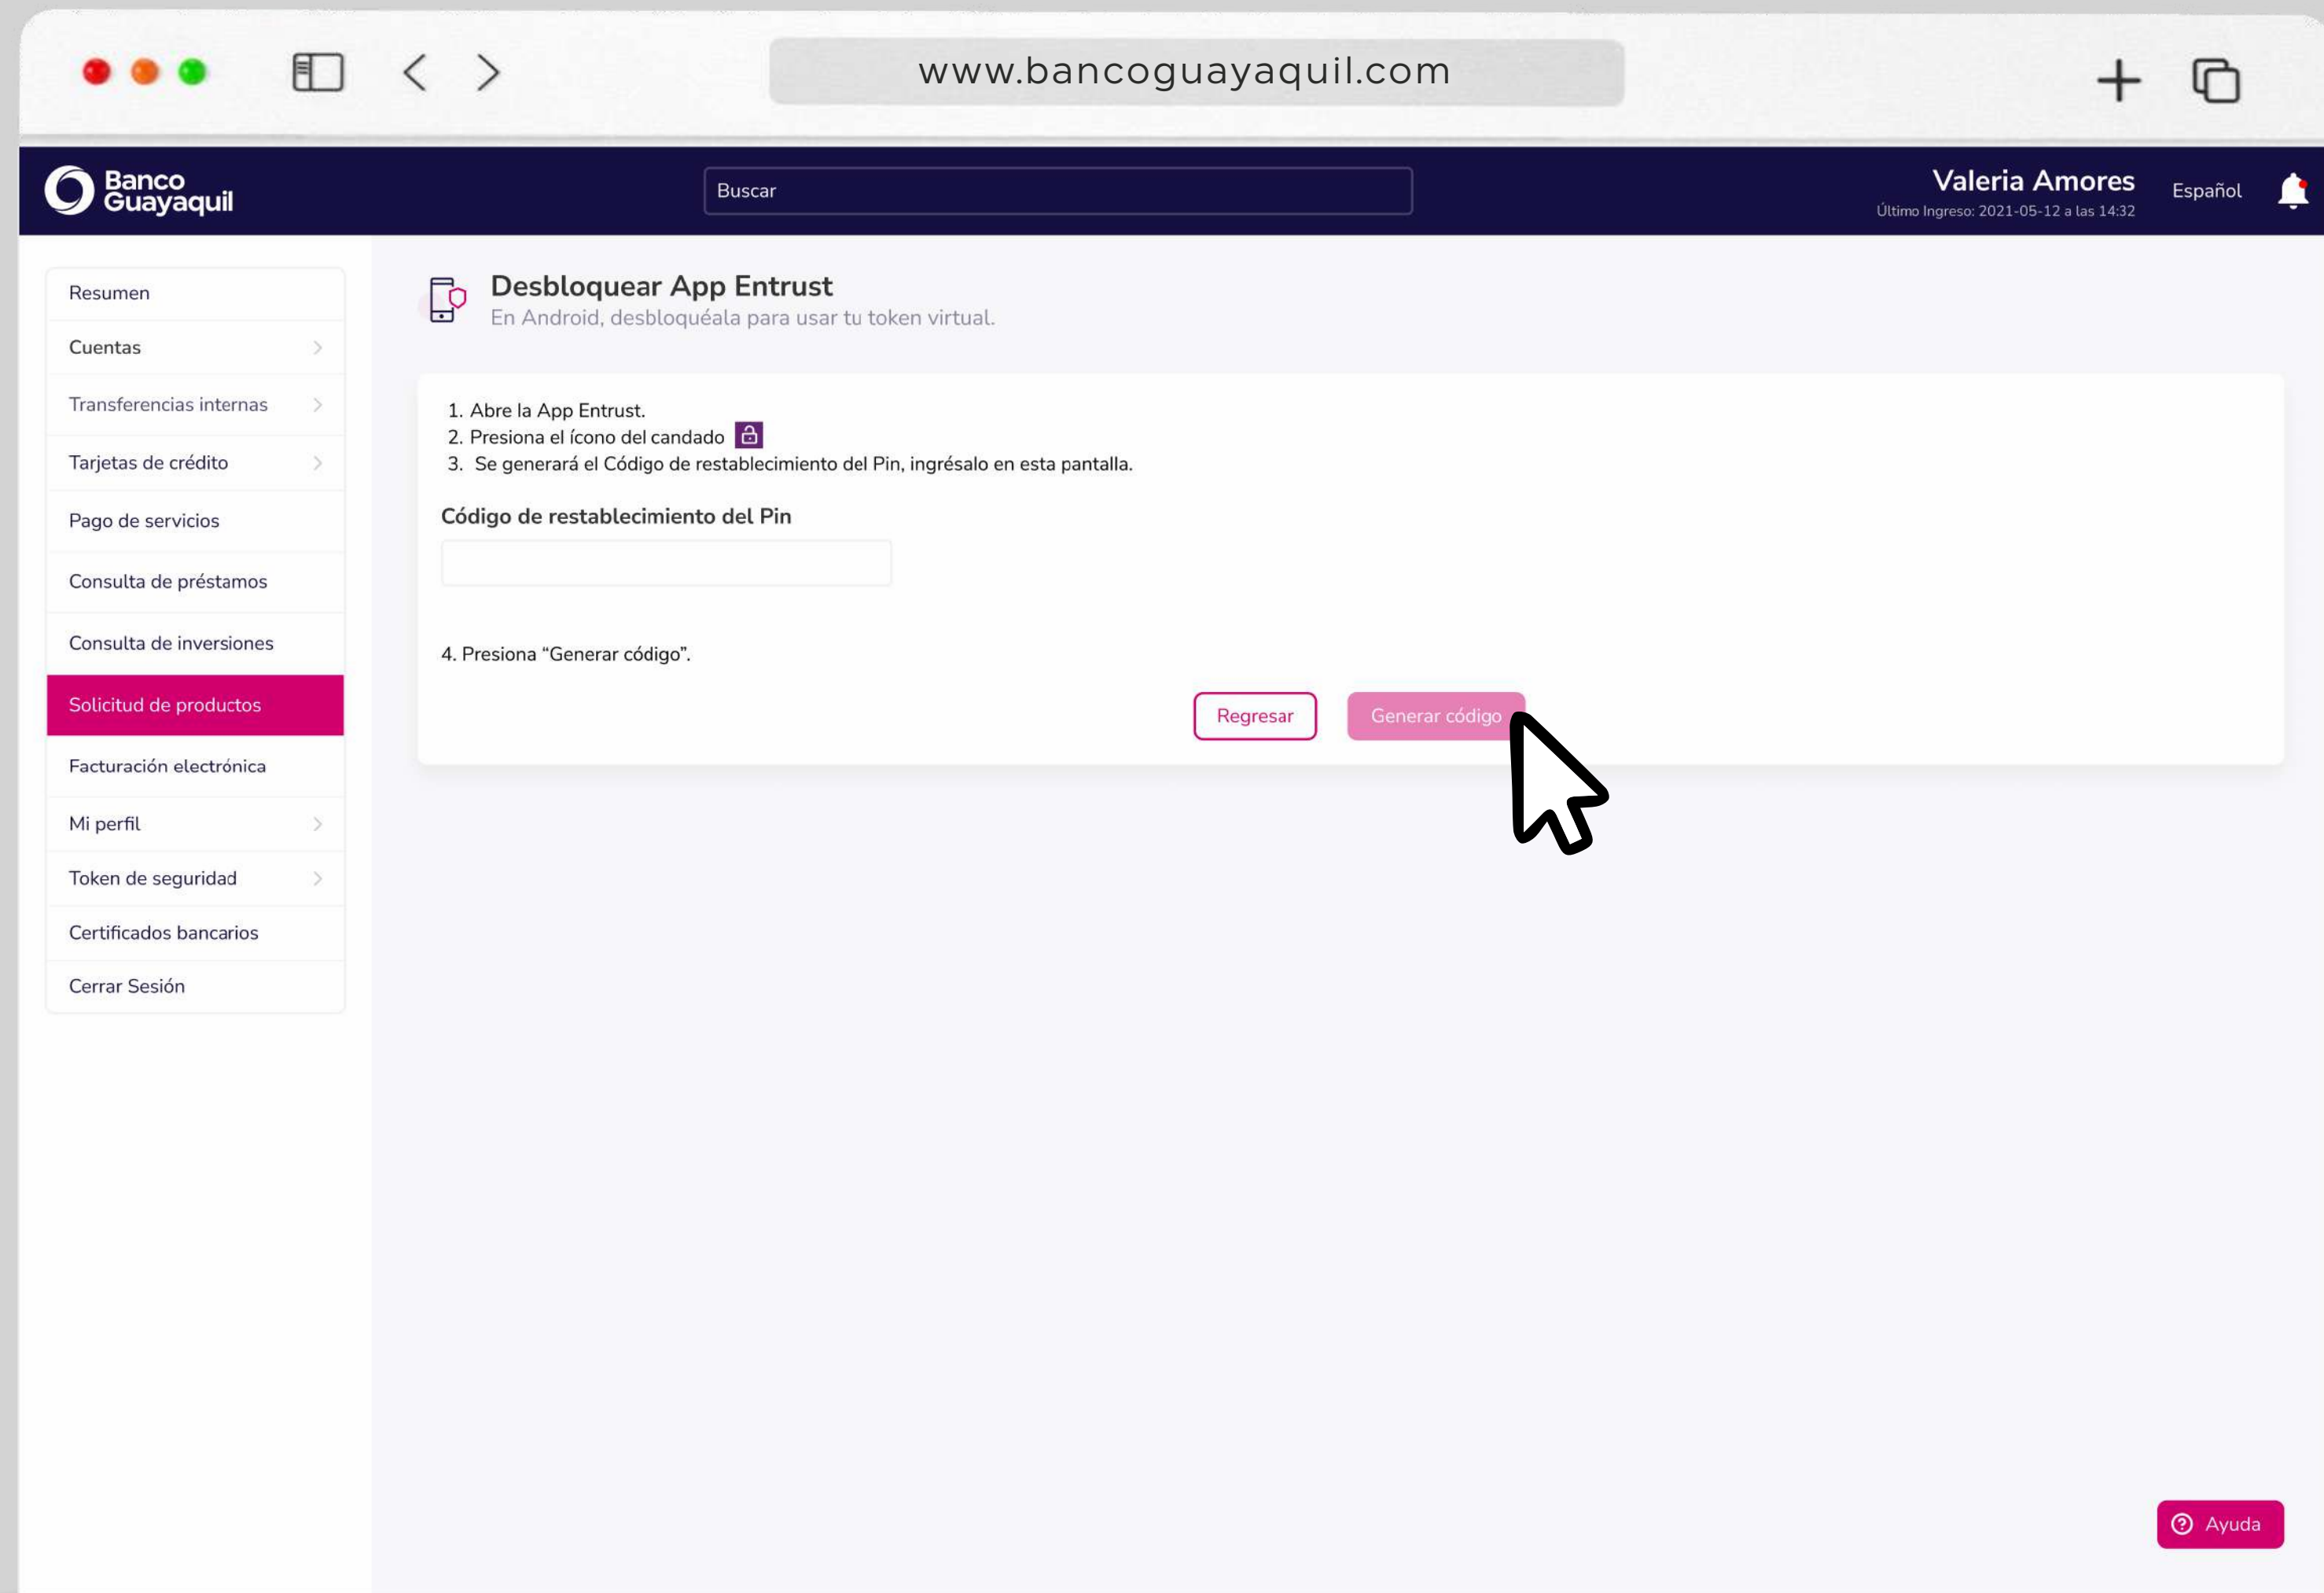 www.bancoguayaquil.com
Banco
Guayaquil
Buscar
Valeria Amores
Español
Último Ingreso: 2021-05-12 a las 14:32
Resumen
Cuentas
Transferencias internas
Tarjetas de crédito
Pago de servicios
Consulta de préstamos
Consulta de inversiones
Solicitud de productos
Facturación electrónica
Mi perfil
Token de seguridad
Certificados bancarios
Cerrar Sesión
Desbloquear App Entrust
En Android, desbloquéala para usar tu token virtual.
1. Abre la App Entrust.
2. Presiona el ícono del candado
3. Se generará el Código de restablecimiento del Pin, ingrésalo en esta pantalla.
Código de restablecimiento del Pin
4. Presiona “Generar código”.
Regresar
Generar código
Ayuda